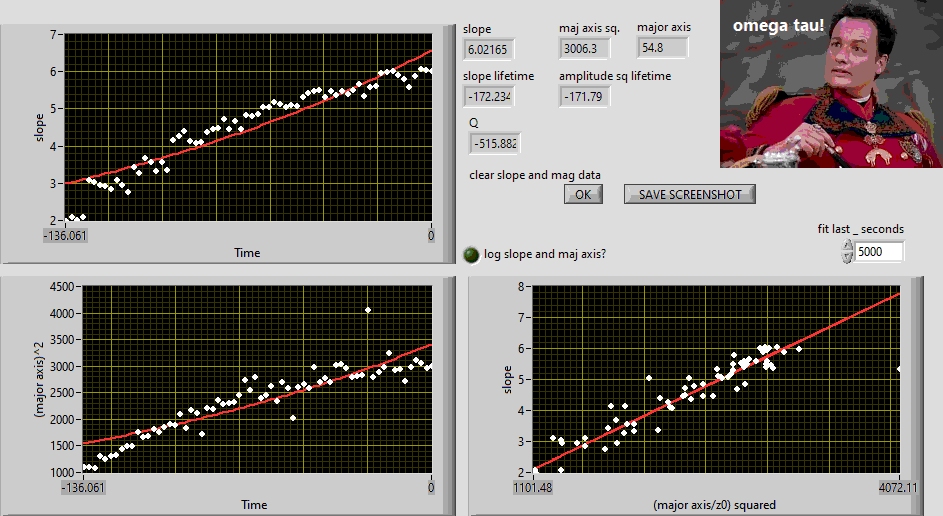 7
6
5
4
3
2
slope
-136.061
0
Time
slope
maj axis sq.
major axis
6.02165
3006.3
54.8
slope lifetime
amplitude sq lifetime
-172.234
-171.79
Q
-515.882
clear slope and mag data
OK
SAVE SCREENSHOT
omega tau!
fit last _ seconds
5000
log slope and maj axis?
4500
4000
3500
3000
2500
2000
1500
1000
(major axis)^2
-136.061
0
Time
8
7
6
5
4
3
2
slope
1101.48
4072.11
(major axis/z0) squared